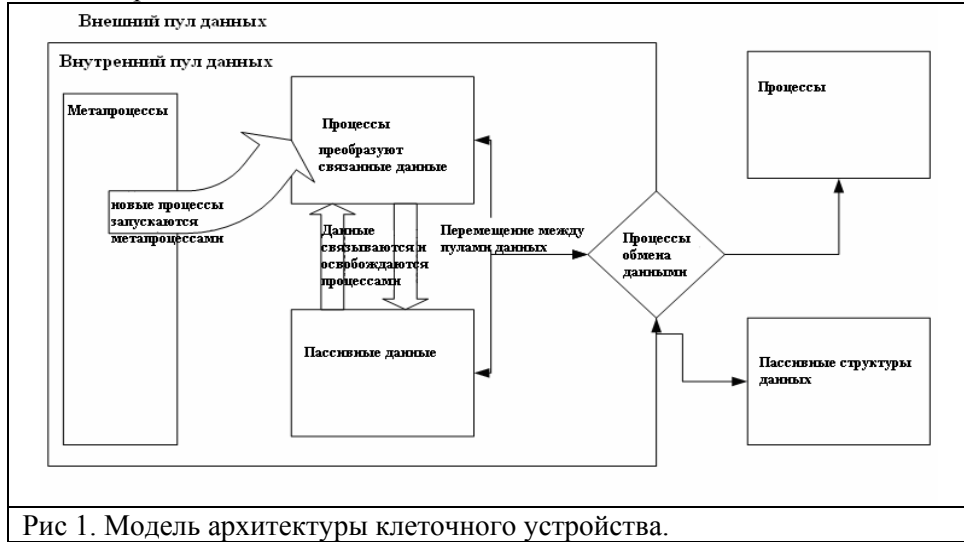 Внешний пул данных
Внутренний пул данных
Метапроцессы
новые процессы
запускаются
метапроцессами
Процессы
преобразуют
связанные данные
Данные
связываются и
освобождаются
процессами
Пассивные данные
Перемещение между
пулами данных
Процессы
обмена
данными
Процессы
Пассивные структуры
данных
Рис 1. Модель архитектуры клеточного устройства.